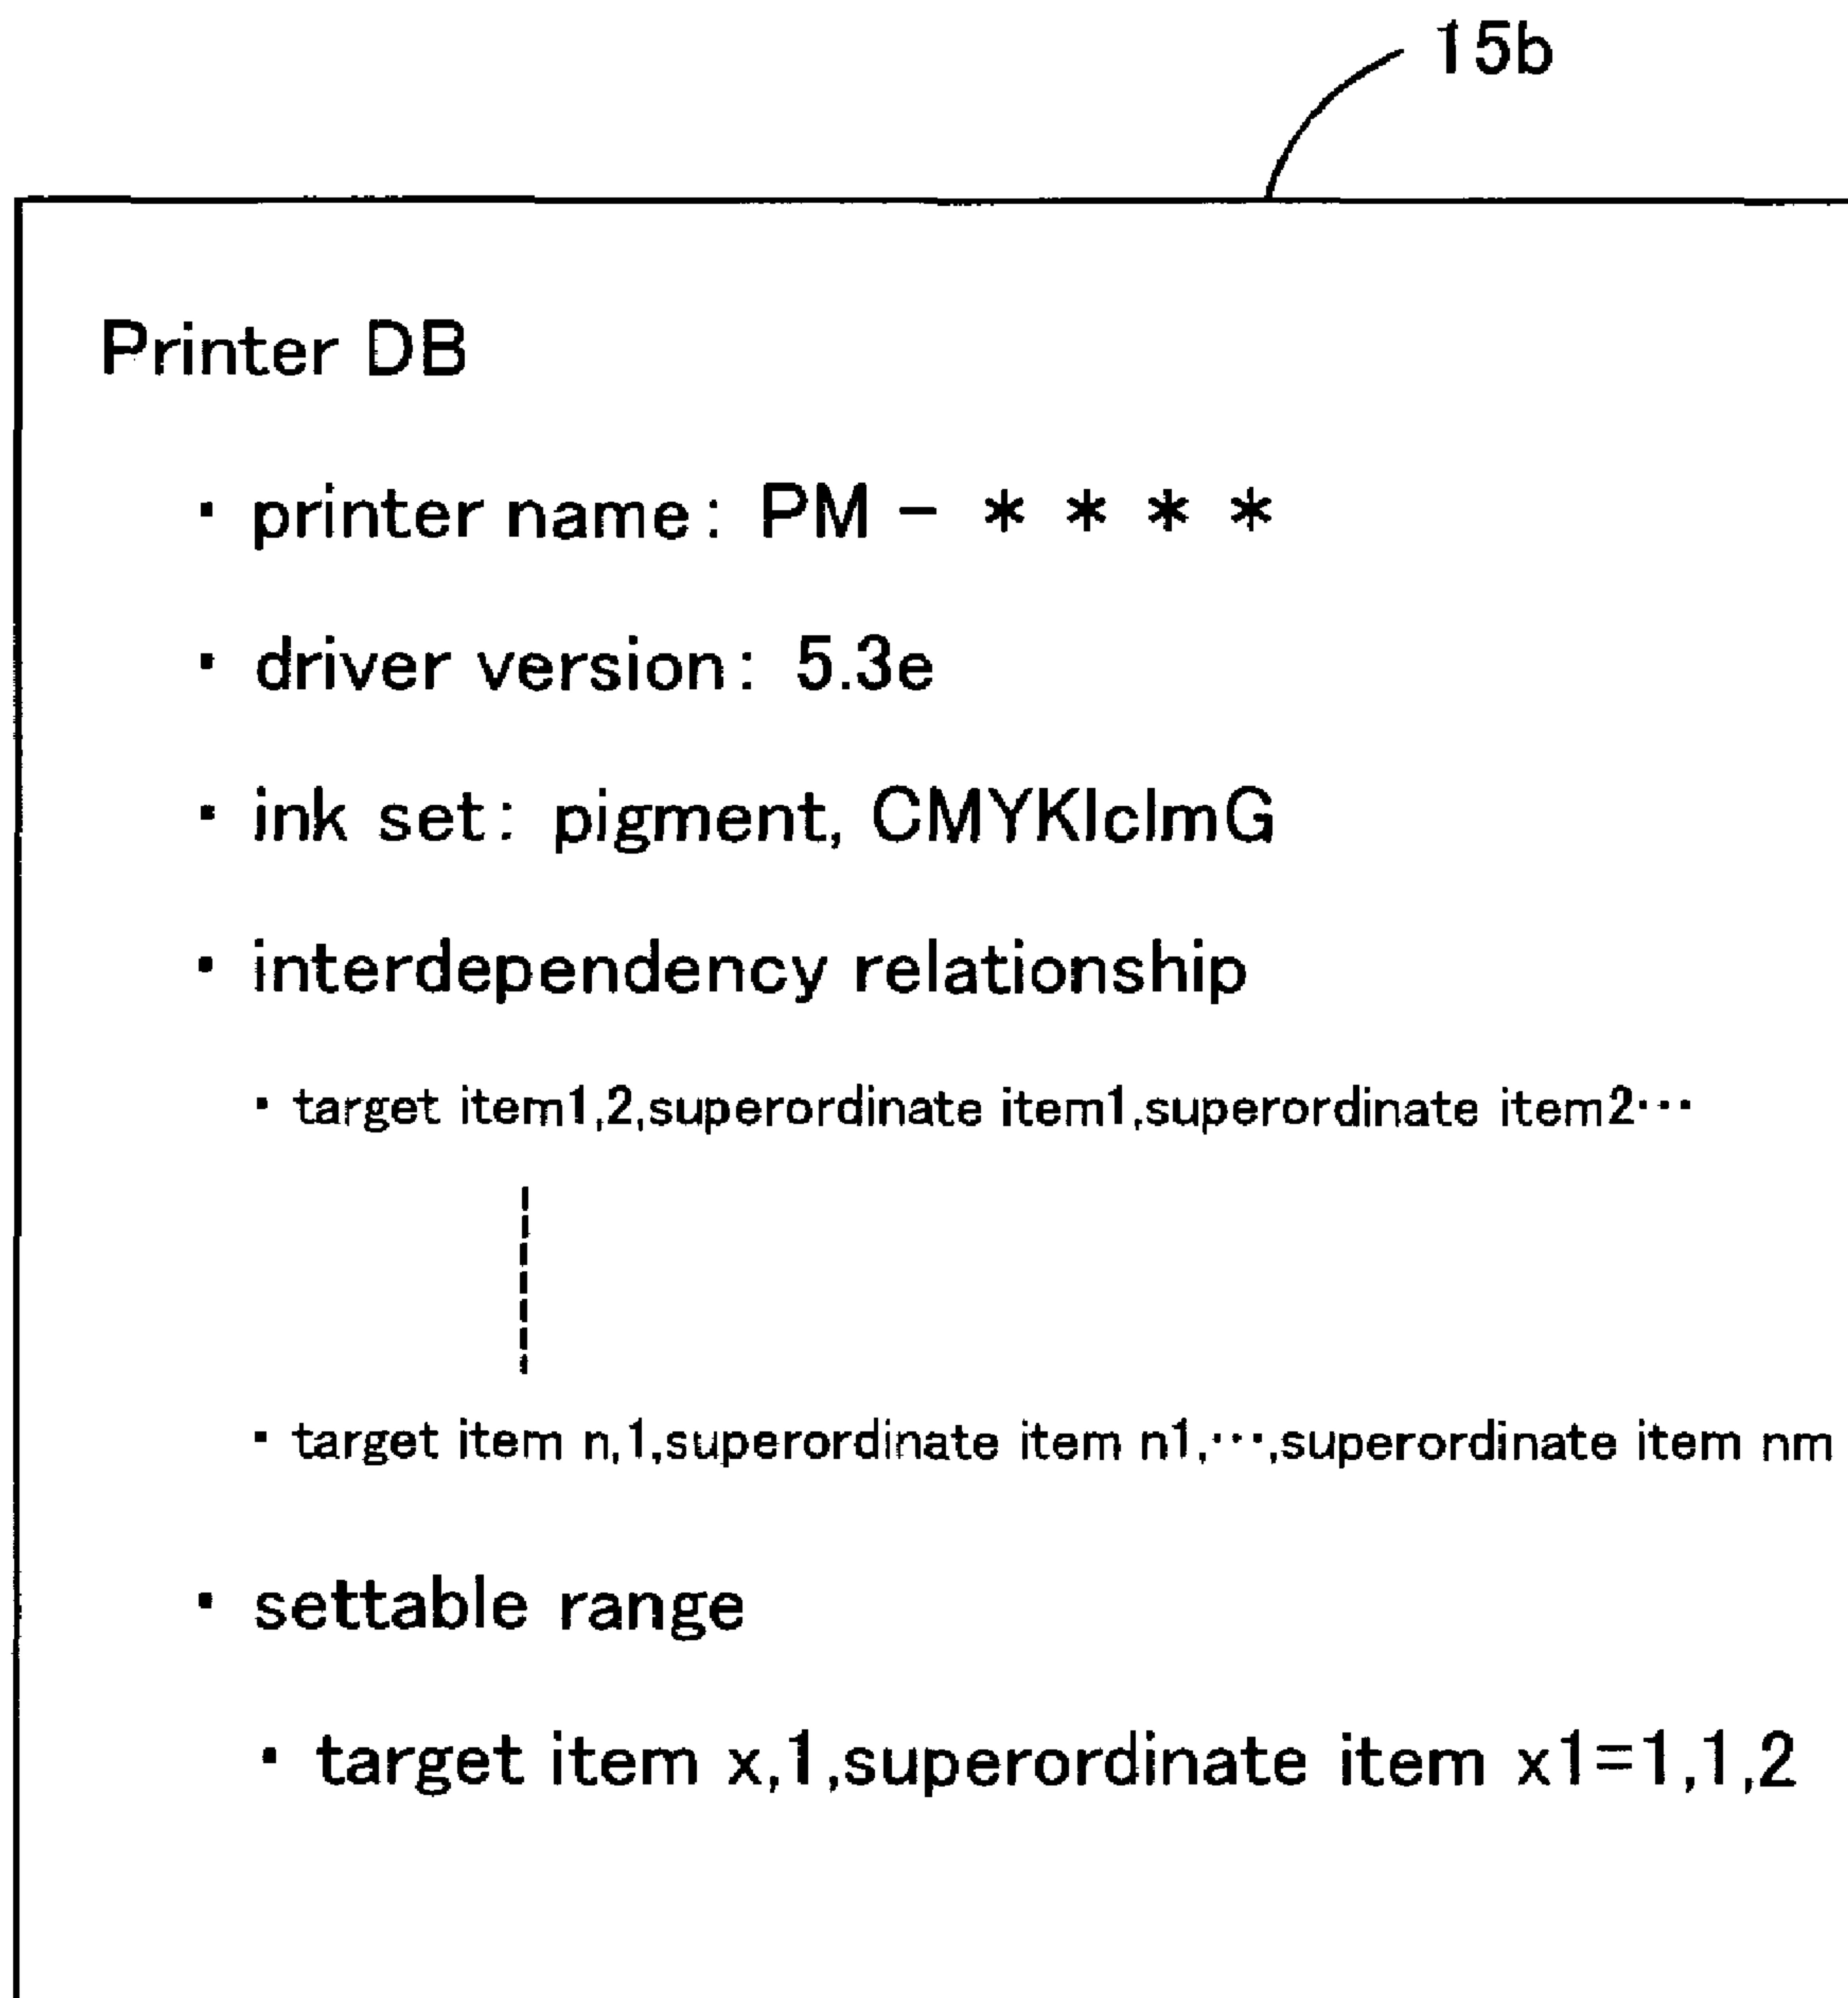 15b
Printer DB
・ printer name: PM - * * * *
・ driver version: 5.3e
・ ink set: pigment, CMYKlclmG
・ interdependency relationship
・ target item1,2,superordinate item1,superordinate item2···
・ target item n,1,superordinate item n1,···,superordinate item nm
・ settable range
・ target item x,1,superordinate item x1=1,1,2